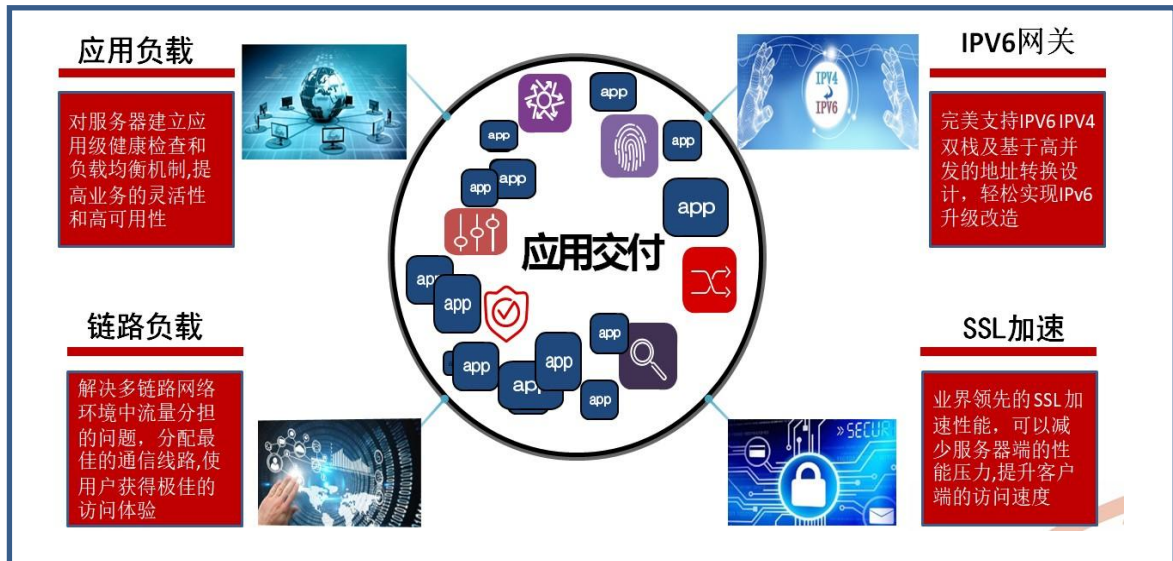 应用负载
对服务器建立应
用级健康检查和
负载均衡机制,提
高业务的灵活性
和高可用性
链路负载
解决多链路网络
环境中流量分担
的问题，分配最
佳的通信线路,使
用户获得极佳的
访问体验
app
app
app
app
app
app
应用交付
app
app
app
app
app
app
app
IPV4
IPV6
IPV6网关
完美支持IPV6 IPV4
双栈及基于高并
发的地址转换设
计，轻松实现IPv6
升级改造
»SECUR
SSL加速
业界领先的SSL加
速性能，可以减
少服务器端的性
能压力,提升客户
端的访问速度